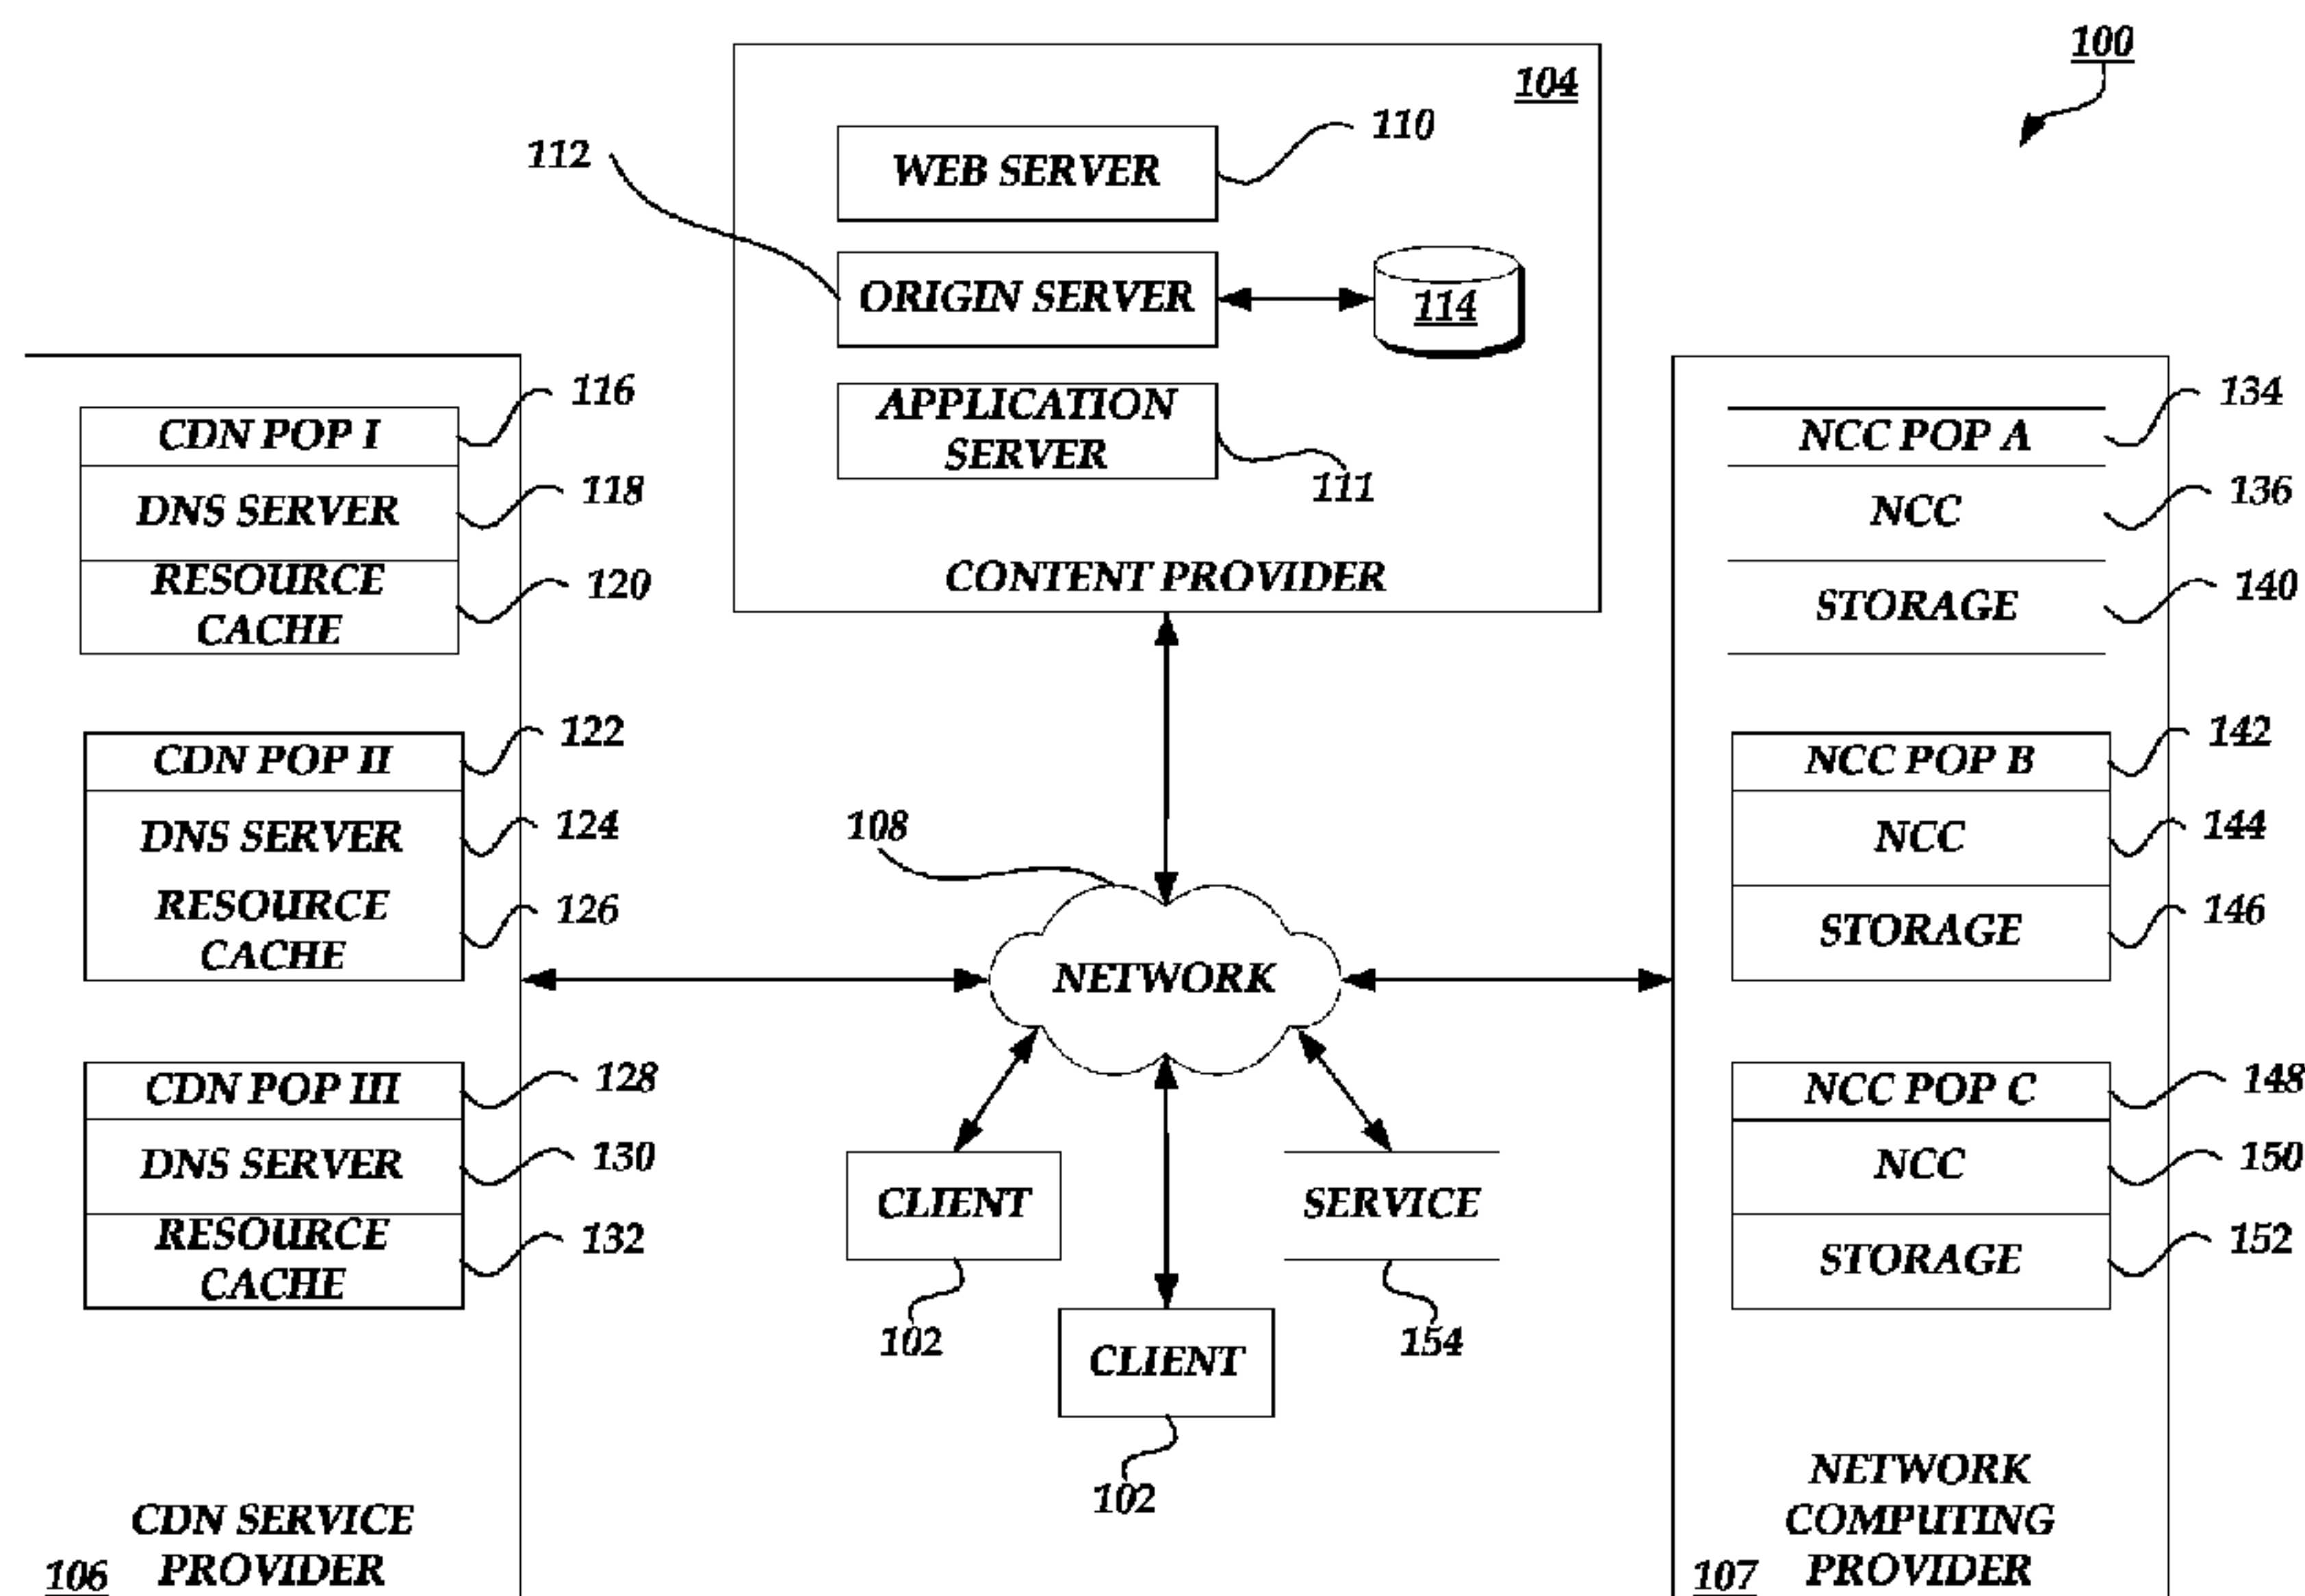 100
104
WEB SERVER
110
112
ORIGIN SERVER
114
APPLICATION
SERVER
111
CONTENT PROVIDER
CDN POP I
116
DNS SERVER
118
RESOURCE
CACHE
120
CDN POP II
122
DNS SERVER
124
RESOURCE
CACHE
126
CDN POP III
128
DNS SERVER
130
RESOURCE
CACHE
132
CDN SERVICE
PROVIDER
106
108
NETWORK
CLIENT
102
CLIENT
102
SERVICE
154
NCC POP A
134
NCC
136
STORAGE
140
NCC POP B
142
NCC
144
STORAGE
146
NCC POP C
148
NCC
150
STORAGE
152
NETWORK
COMPUTING
PROVIDER
107